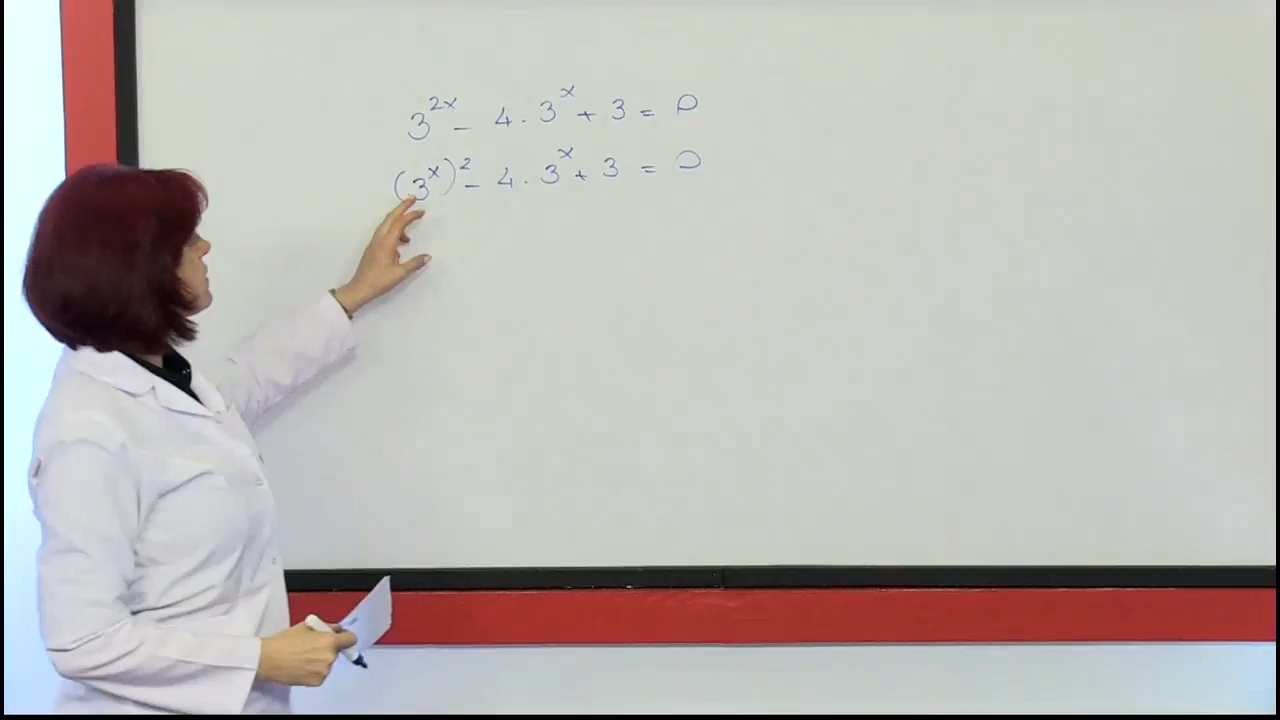 3^{2x} - 4 . 3^x + 3 = 0
(3^x)^2 - 4 . 3^x + 3 = 0